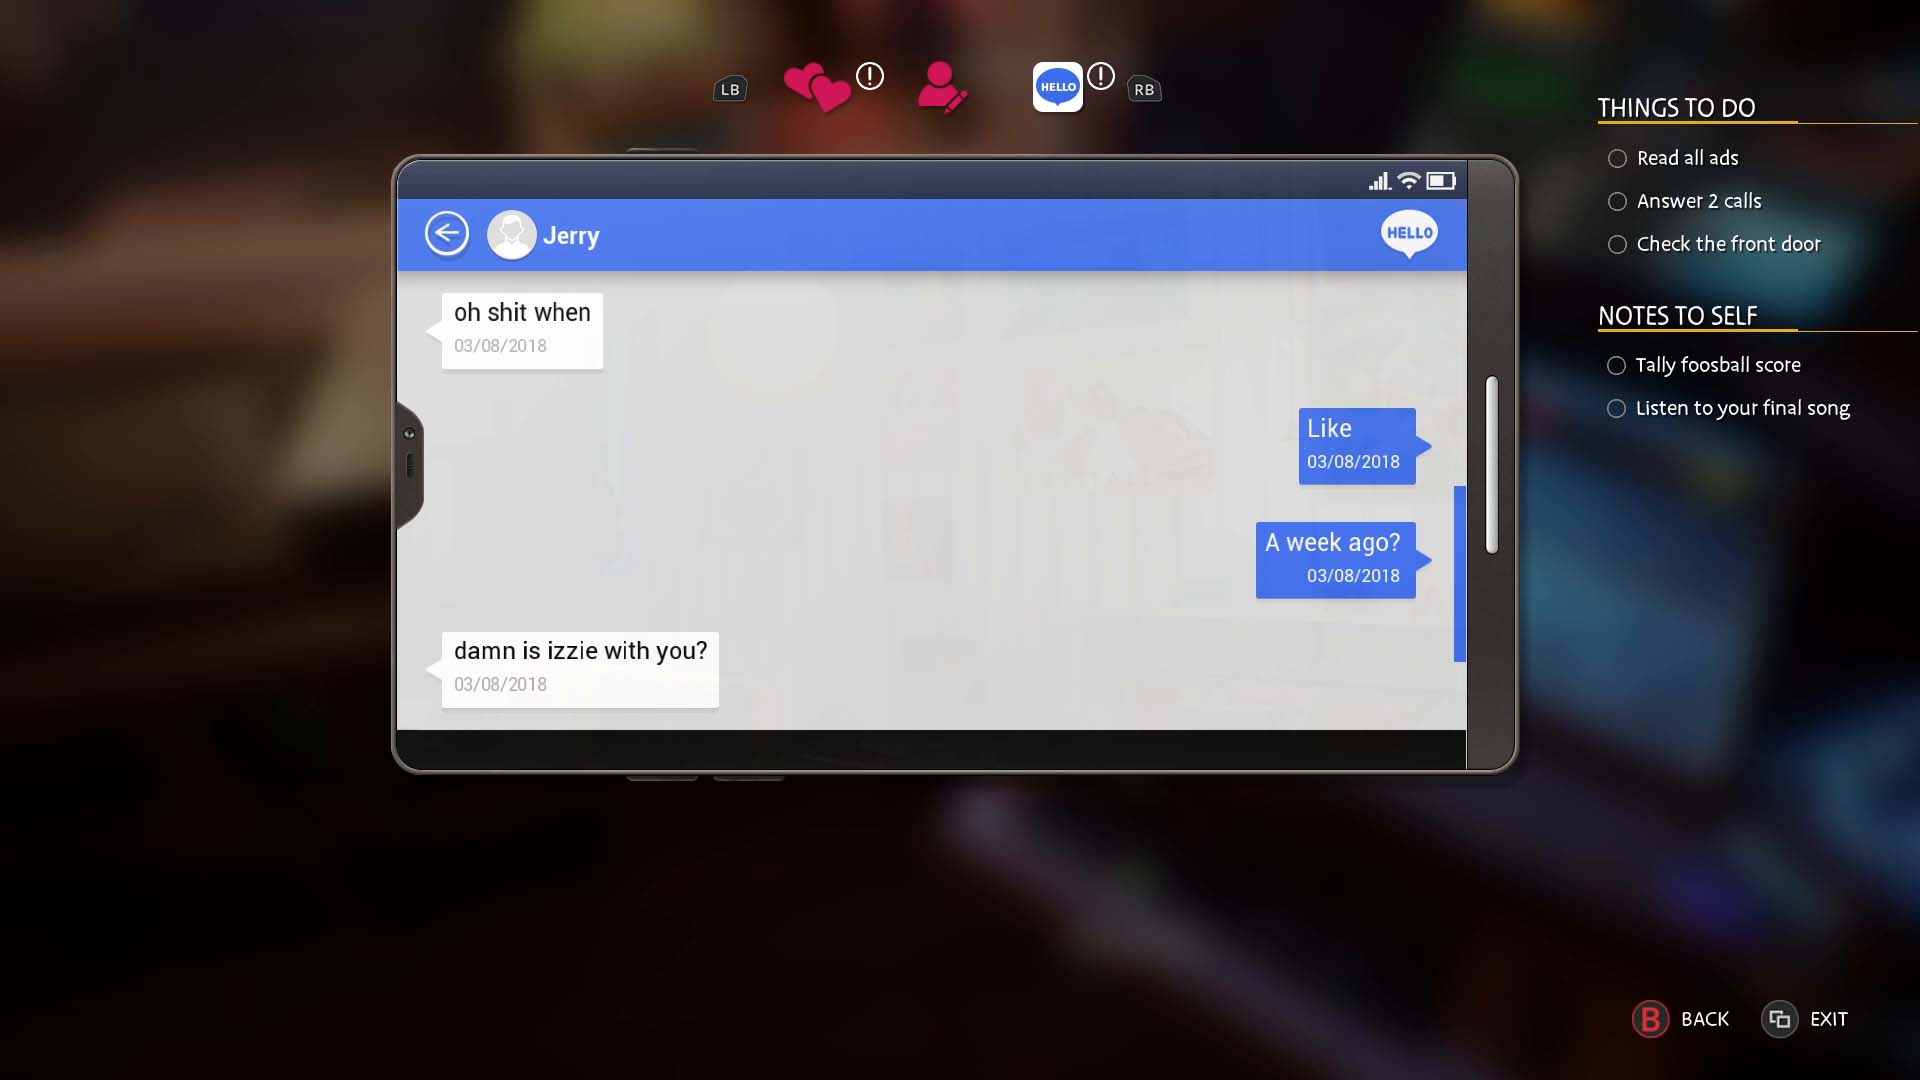 LB
HELLO
RB
Jerry
HELLO
oh shit when
03/08/2018
Like
03/08/2018
A week ago?
03/08/2018
damn is izzie with you?
03/08/2018
THINGS TO DO
Read all ads
Answer 2 calls
Check the front door
NOTES TO SELF
Tally foosball score
Listen to your final song
B BACK
EXIT